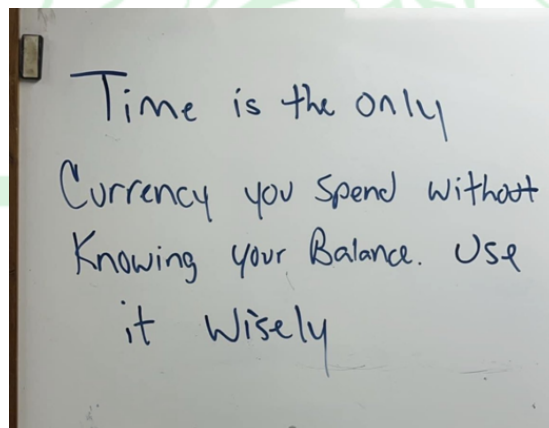 Time is the only
Currency you Spend without
Knowing your Balance. Use
it Wisely